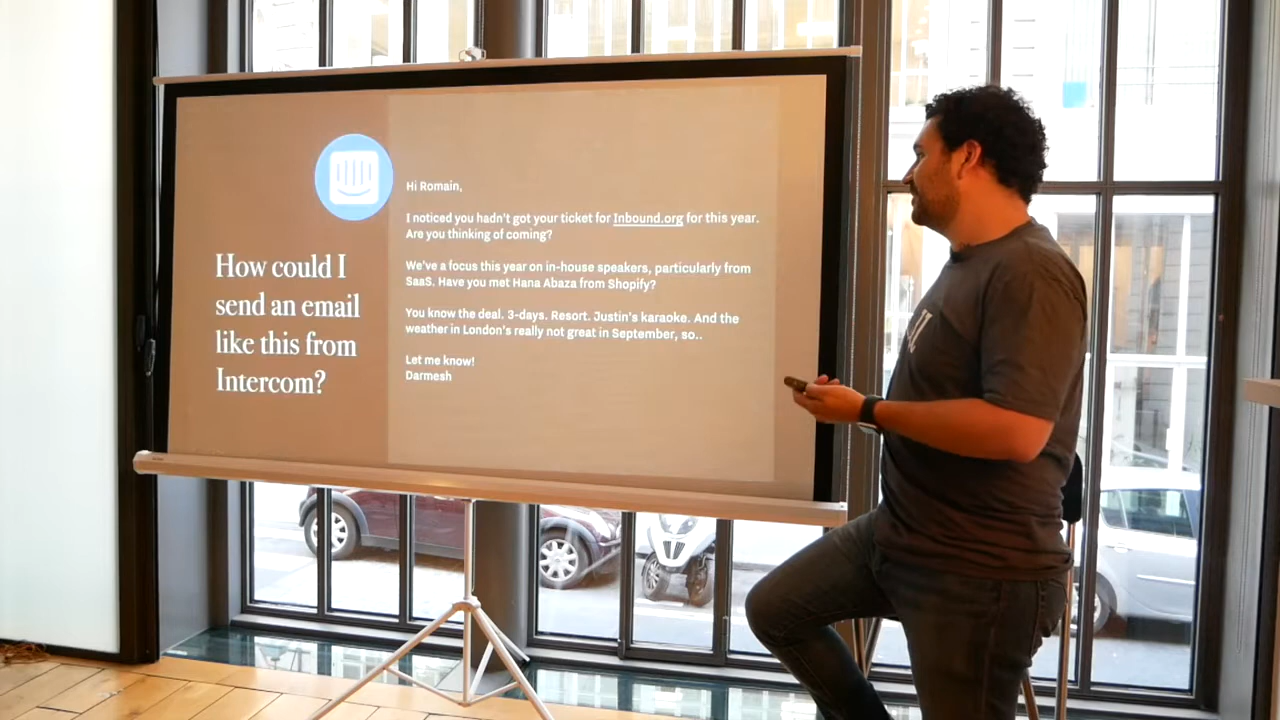 How could I
send an email
like this from
Intercom?
Hi Romain,
I noticed you hadn't got your ticket for Inbound.org for this year.
Are you thinking of coming?
We've a focus this year on in-house speakers, particularly from
SaaS. Have you met Hana Abaza from Shopify?
You know the deal. 3-days. Resort. Justin's karaoke. And the
weather in London's really not great in September, so..
Let me know!
Darmesh